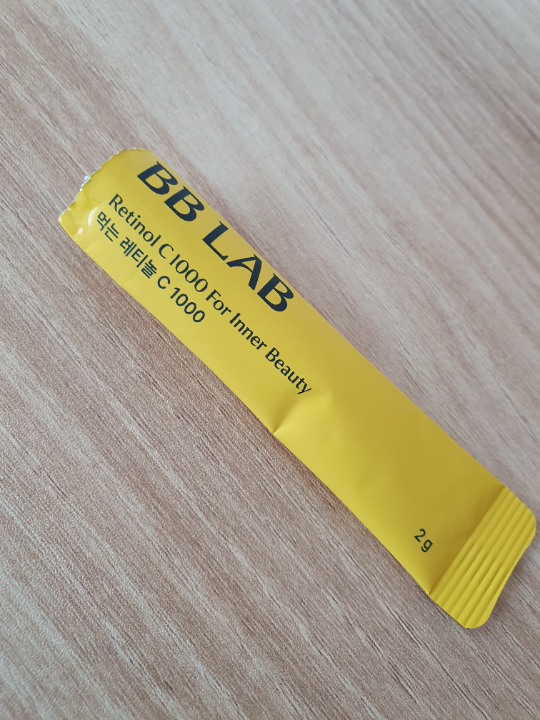 BB LAB
Retinol C 1000 For Inner Beauty
먹는 레티놀 C 1000
2g